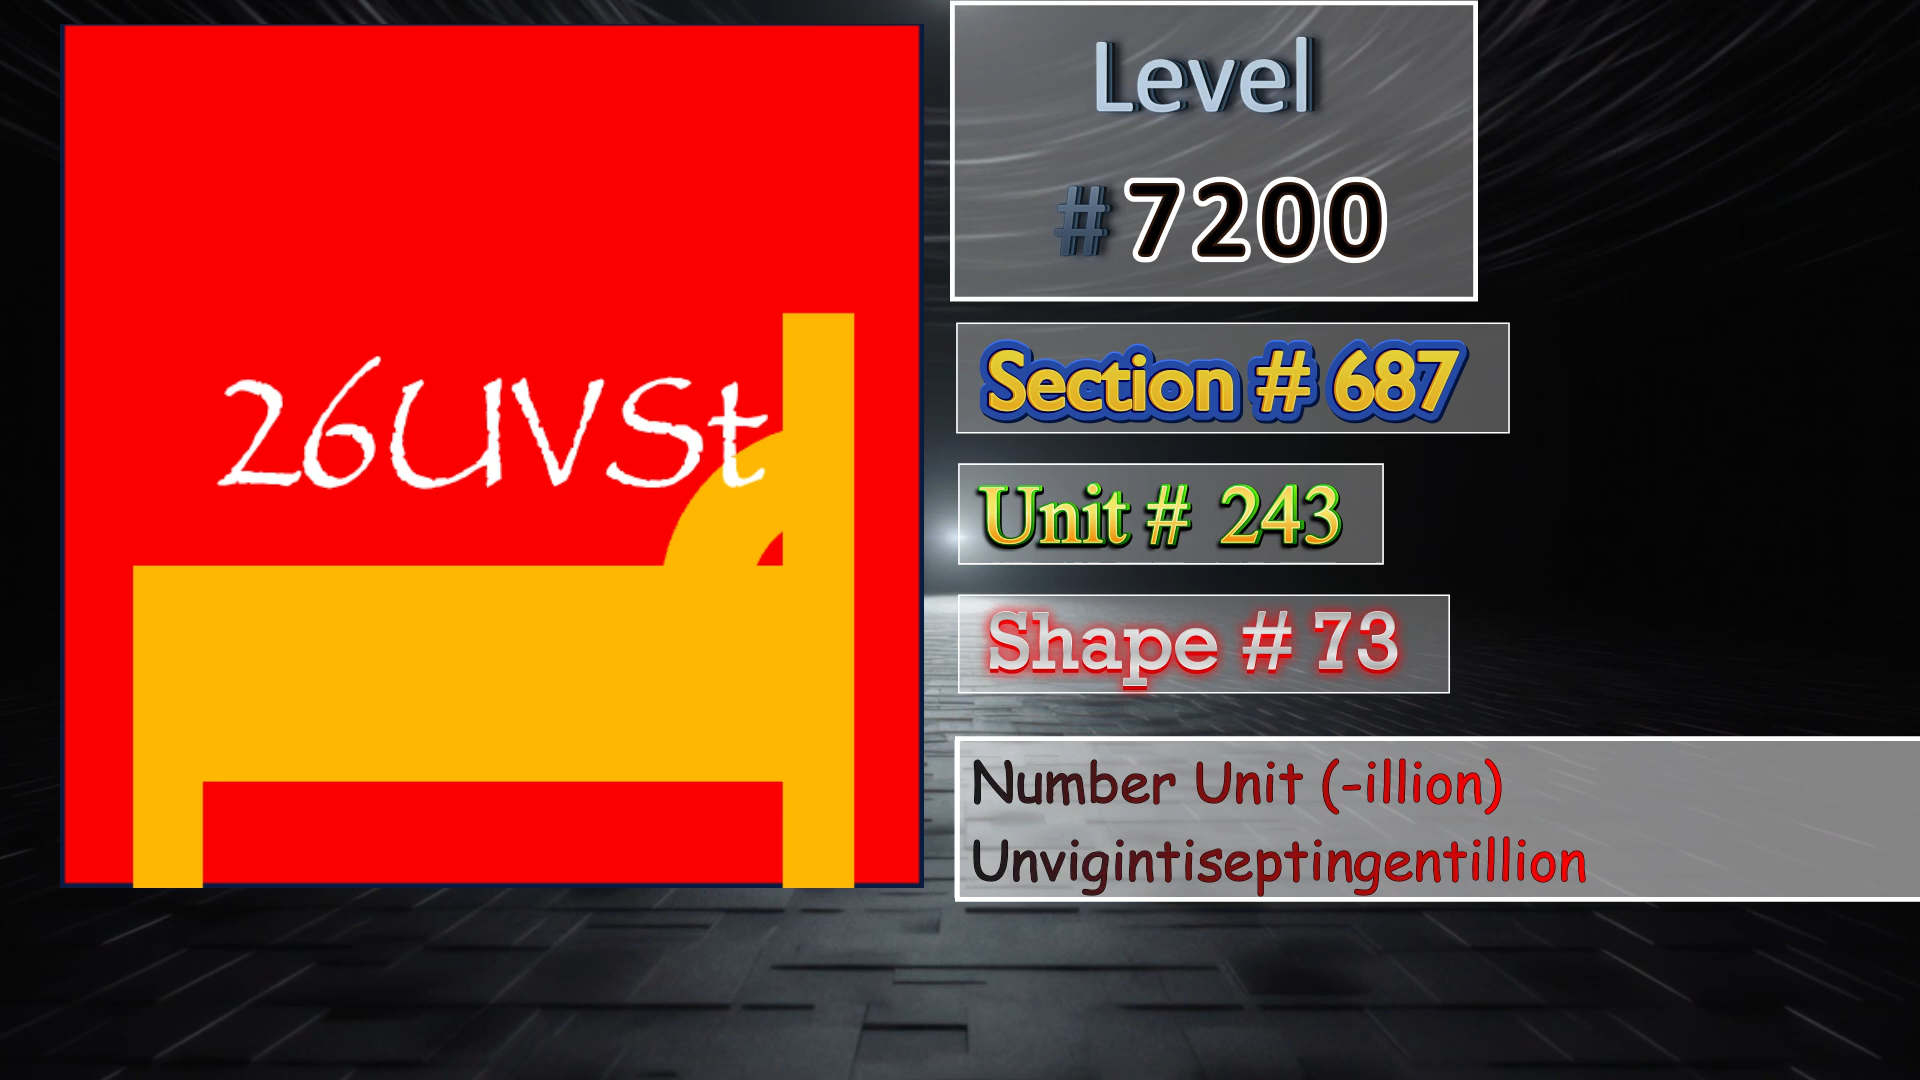 26UVSt
Level
#7200
Section # 687
Unit # 243
Shape # 73
Number Unit (-illion)
Unvigintiseptingentillion